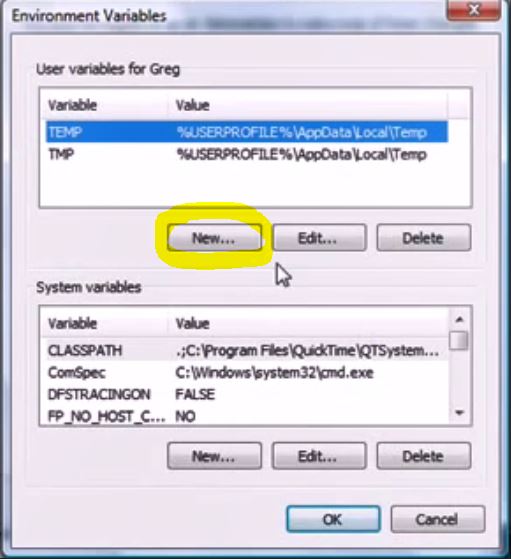 Environment Variables
User variables for Greg
Variable Value
TEMP %USERPROFILE%\AppData\Local\Temp
TMP %USERPROFILE%\AppData\Local\Temp
New... Edit... Delete
System variables
Variable Value
CLASSPATH .;C:\Program Files\QuickTime\QTSystem...
ComSpec C:\Windows\system32\cmd.exe
DFSTRACINGON FALSE
FP_NO_HOST_C... NO
New... Edit... Delete
OK Cancel